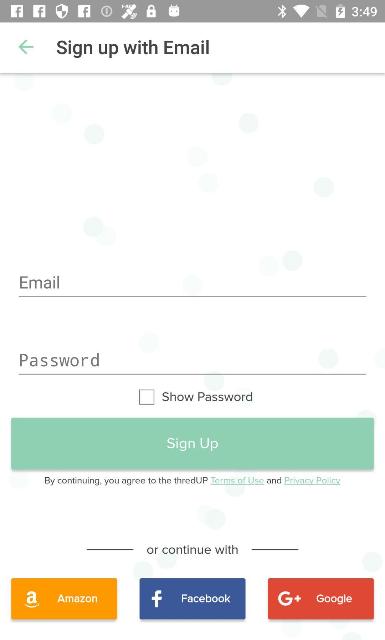 3:49
Sign up with Email
Email
Password
Show Password
Sign Up
By continuing, you agree to the thredUP Terms of Use and Privacy Policy
or continue with
a Amazon
f Facebook
G+ Google